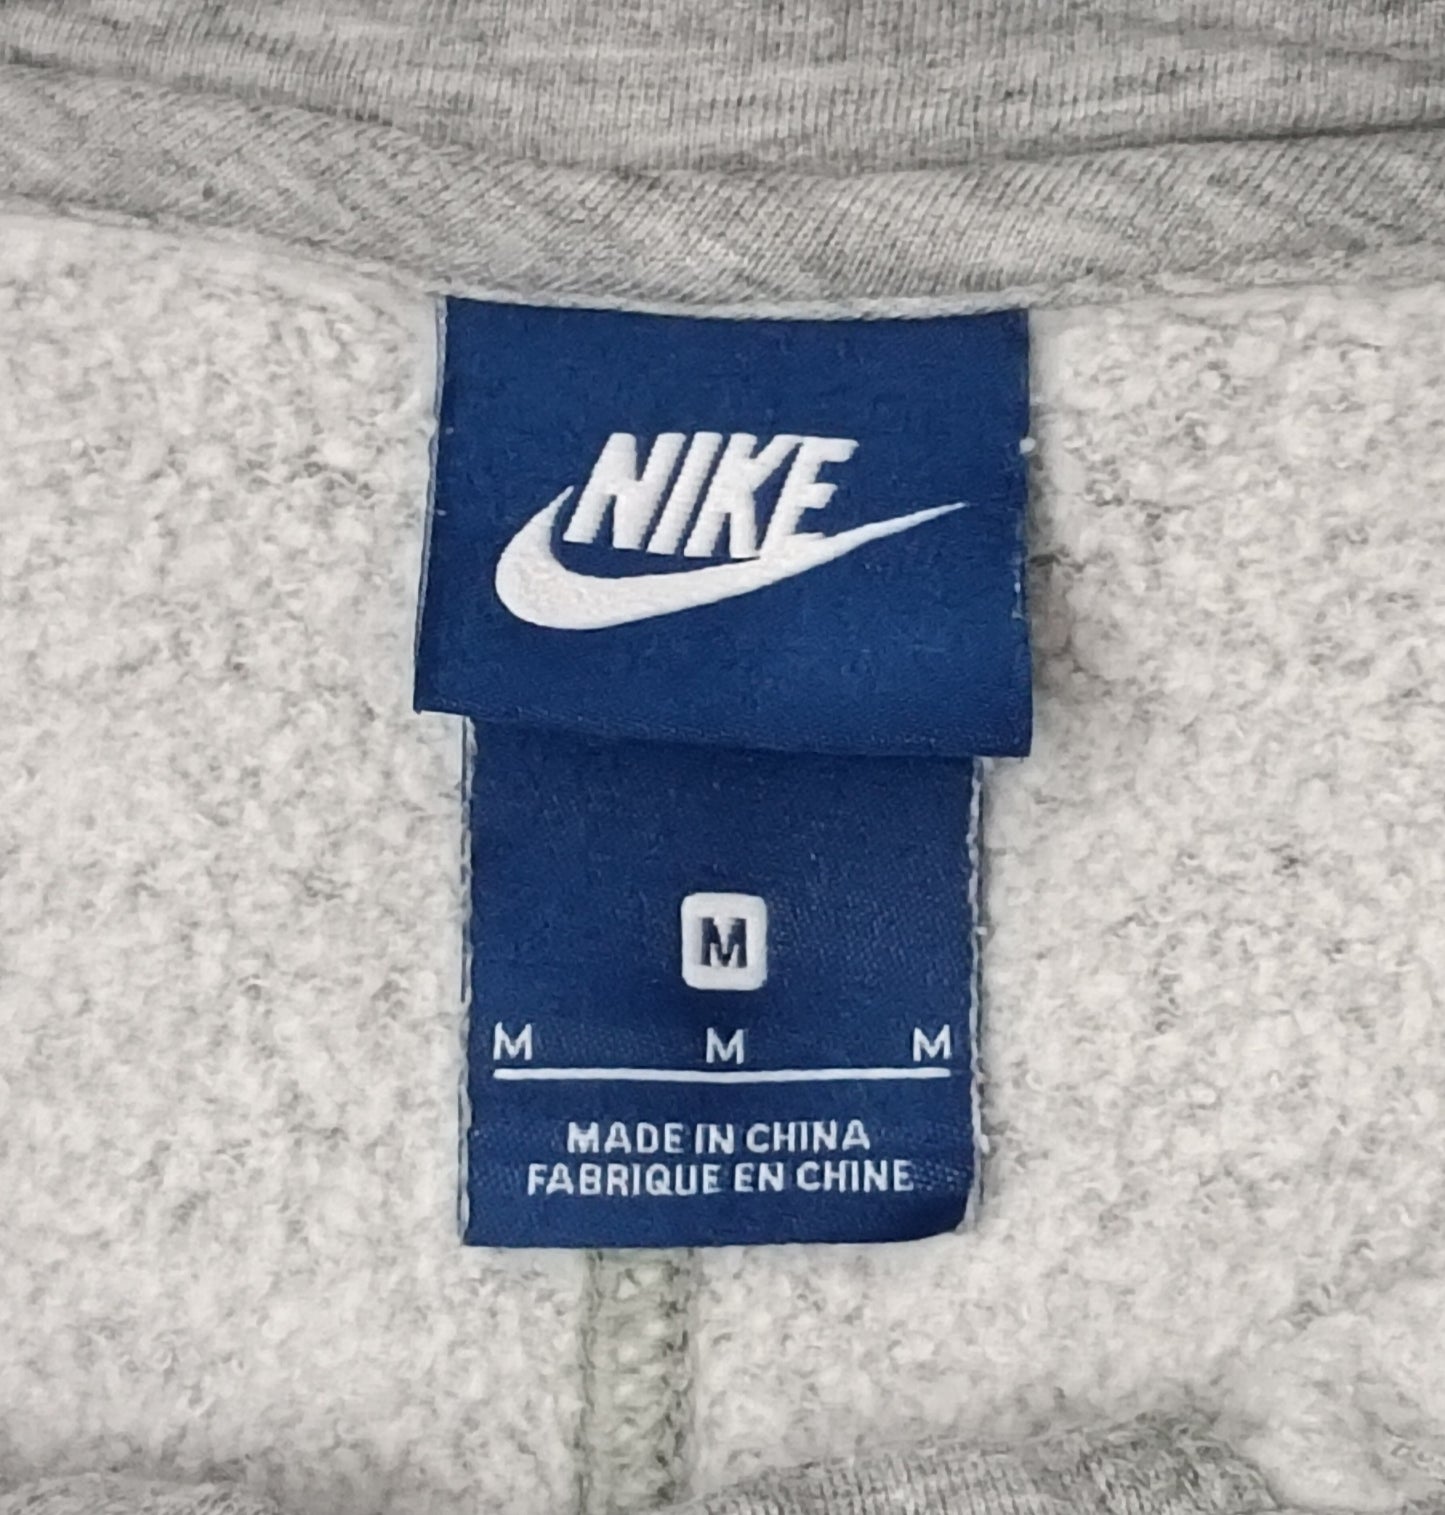 NIKE
M
M M M
MADE IN CHINA
FABRIQUE EN CHINE